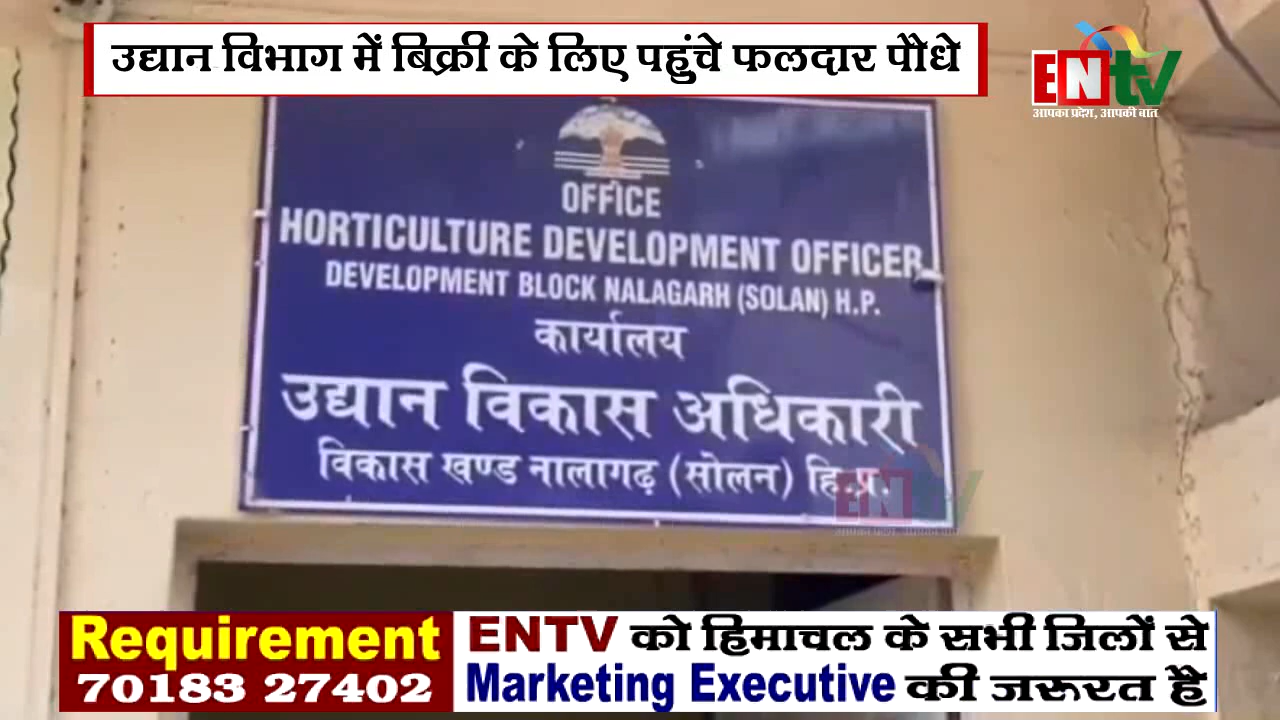 उद्यान विभाग में बिक्री के लिए पहुंचे फलदार पौधे
ENtv
आपका प्रदेश, आपकी बात
OFFICE
HORTICULTURE DEVELOPMENT OFFICER
DEVELOPMENT BLOCK NALAGARH (SOLAN) H.P.
कार्यालय
उद्यान विकास अधिकारी
विकास खण्ड नालागढ़ (सोलन) हि.प्र.
ENtv
Requirement
70183 27402
ENTV को हिमाचल के सभी जिलों से
Marketing Executive की जरूरत है